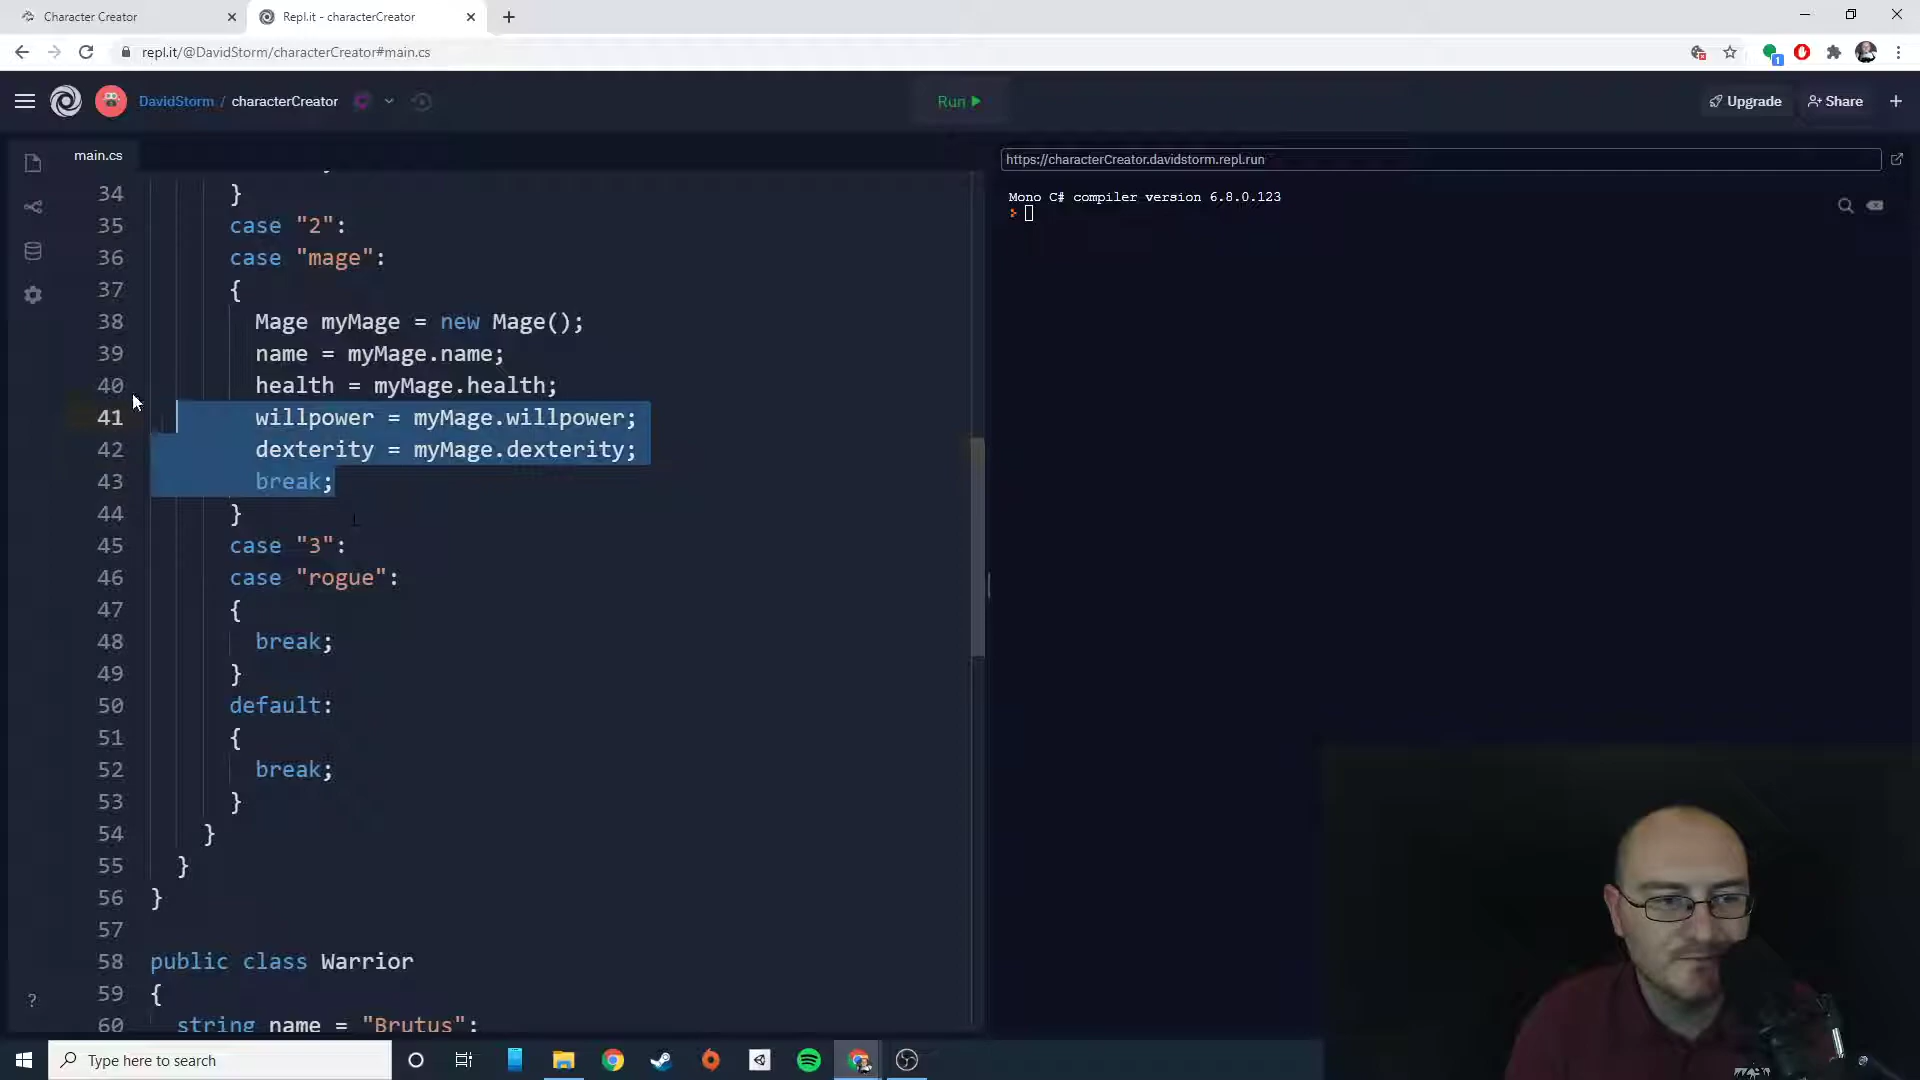 Character Creator
Repl.it - characterCreator
repl.it/@DavidStorm/characterCreator#main.cs
1
DavidStorm / characterCreator
Run
Upgrade
Share
main.cs
https://characterCreator.davidstorm.repl.run
Mono C# compiler version 6.8.0.123
34 }
35 case "2":
36 case "mage":
37 {
38 Mage myMage = new Mage();
39 name = myMage.name;
40 health = myMage.health;
41 willpower = myMage.willpower;
42 dexterity = myMage.dexterity;
43 break;
44 }
45 case "3":
46 case "rogue":
47 {
48 break;
49 }
50 default:
51 {
52 break;
53 }
54 }
55 }
56 }
57
58 public class Warrior
59 {
60 string name = "Brutus";
?
Type here to search